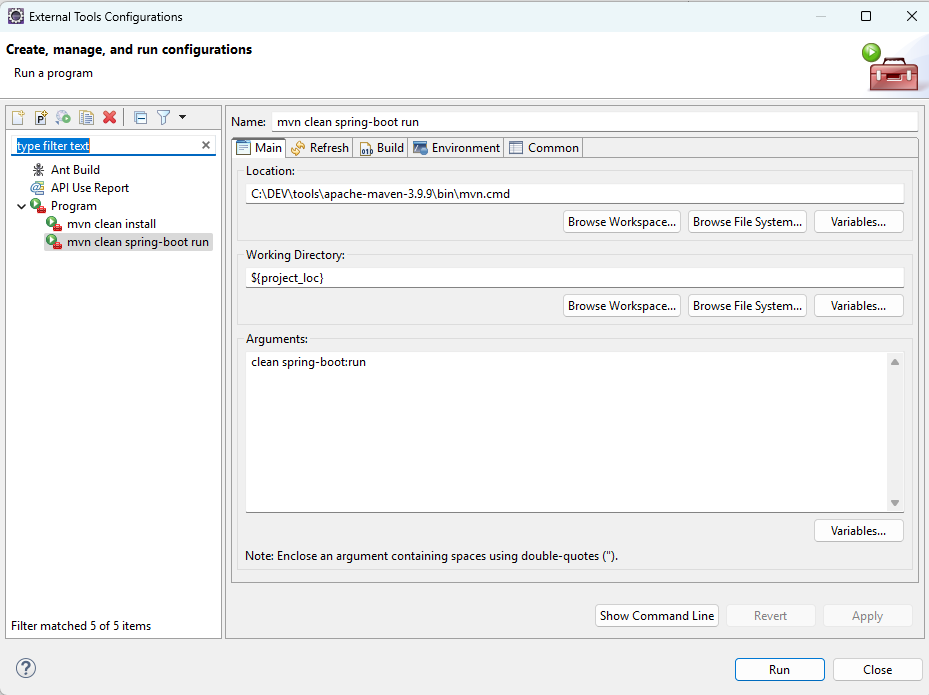 External Tools Configurations
Create, manage, and run configurations
Run a program
type filter text
Ant Build
API Use Report
Program
mvn clean install
mvn clean spring-boot run
Filter matched 5 of 5 items
Name: mvn clean spring-boot run
Main Refresh Build Environment Common
Location:
C:\DEV\tools\apache-maven-3.9.9\bin\mvn.cmd
Browse Workspace... Browse File System... Variables...
Working Directory:
${project_loc}
Browse Workspace... Browse File System... Variables...
Arguments:
clean spring-boot:run
Variables...
Note: Enclose an argument containing spaces using double-quotes (").
Show Command Line Revert Apply
Run Close